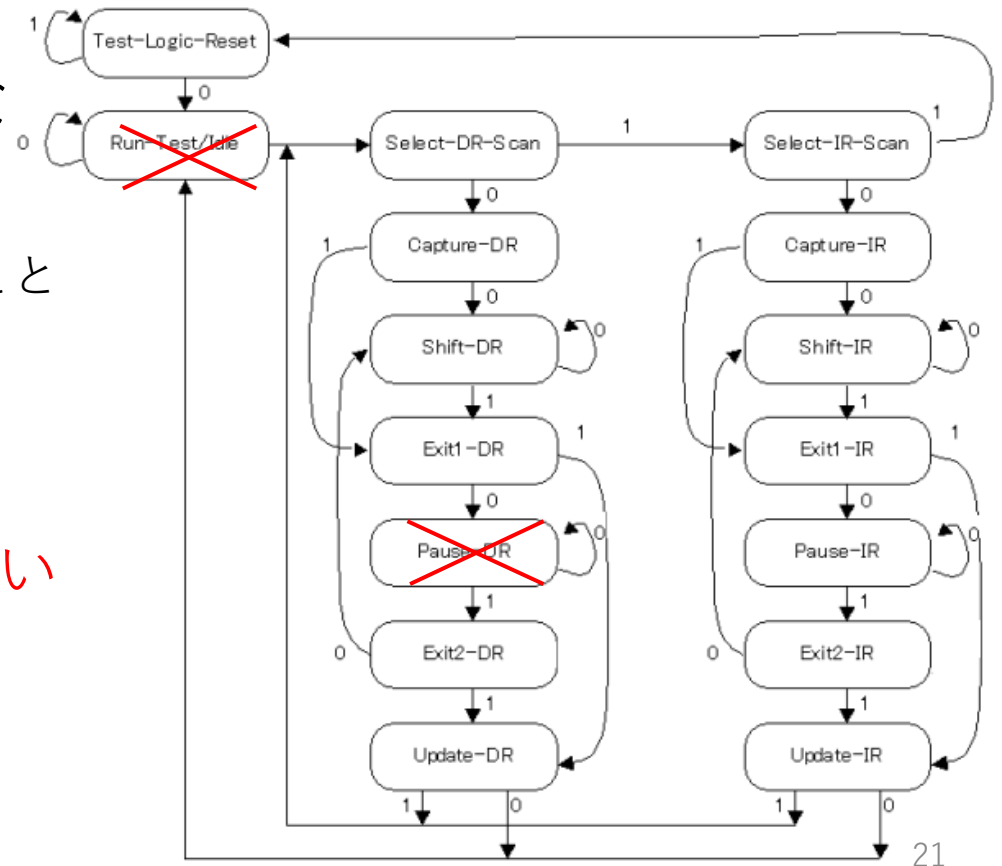 1
Test-Logic-Reset
0
0
Run-Test/Idle
Select-DR-Scan
1
Select-IR-Scan
1
0
0
1
Capture-DR
1
Capture-IR
こと
0
0
Shift-DR
0
Shift-IR
0
1
1
Exit1-DR
1
Exit1-IR
1
0
0
い
Pause-DR
0
Pause-IR
0
1
1
0
Exit2-DR
0
Exit2-IR
1
1
Update-DR
Update-IR
1
0
1
0
21